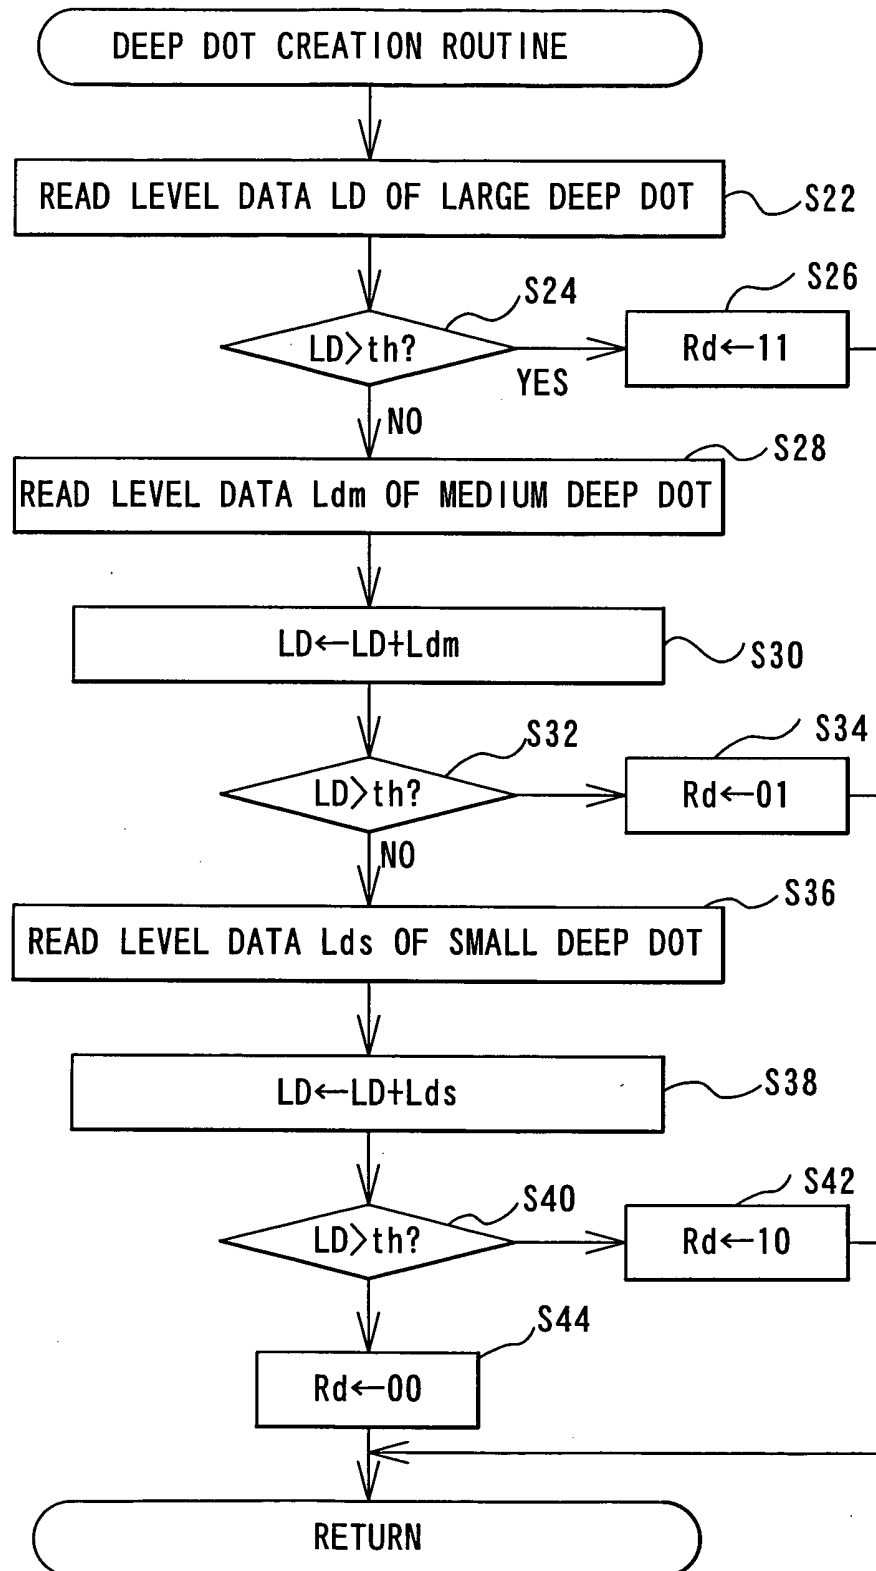 DEEP DOT CREATION ROUTINE
READ LEVEL DATA LD OF LARGE DEEP DOT
S22
S24
LD>th?
YES
NO
S26
Rd←11
S28
READ LEVEL DATA Ldm OF MEDIUM DEEP DOT
LD←LD+Ldm
S30
S32
LD>th?
NO
S34
Rd←01
S36
READ LEVEL DATA Lds OF SMALL DEEP DOT
LD←LD+Lds
S38
S40
LD>th?
S42
Rd←10
S44
Rd←00
RETURN